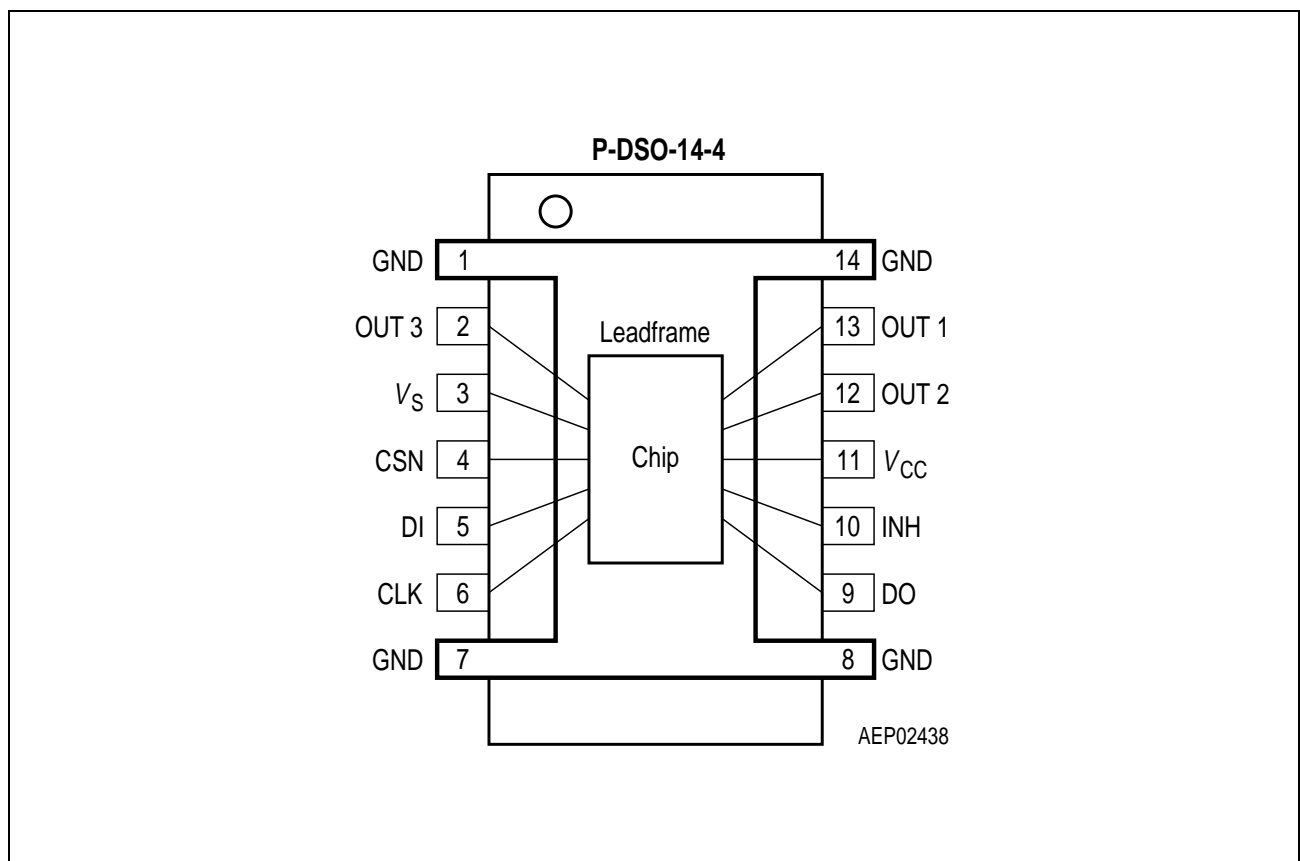 P-DSO-14-4
GND 1 14 GND
OUT 3 2 Leadframe 13 OUT 1
VS 3 12 OUT 2
CSN 4 Chip 11 VCC
DI 5 10 INH
CLK 6 9 DO
GND 7 8 GND
AEP02438